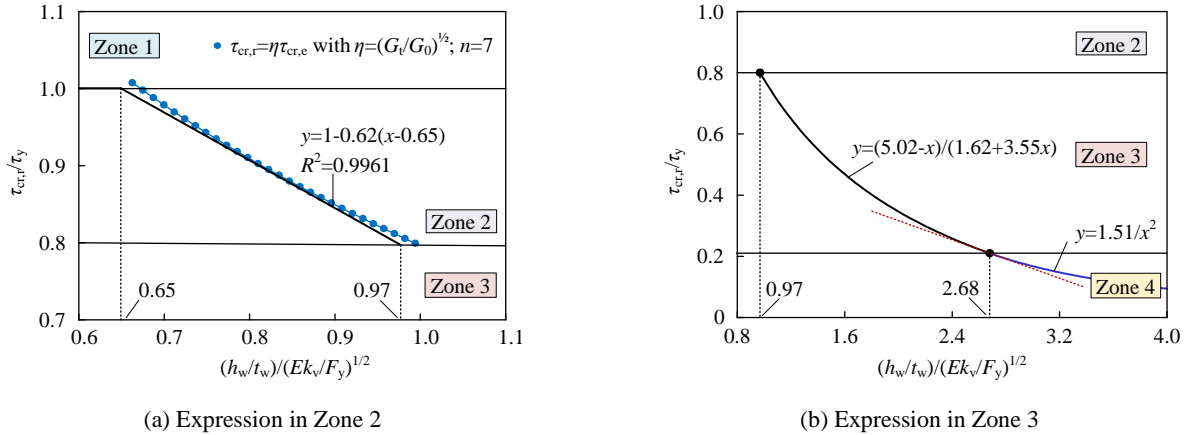 1.1
1.0
0.9
0.8
0.7
0.6
0.7
0.8
0.9
1.0
1.1
τcr,r/τy
Zone 1
τcr,r=ητcr,e with η=(Gt/G0)^½; n=7
y=1-0.62(x-0.65)
R²=0.9961
Zone 2
Zone 3
0.65
0.97
(hw/tw)/(Ekv/Fy)^1/2
(a) Expression in Zone 2
1.0
0.8
0.6
0.4
0.2
0
0.8
1.6
2.4
3.2
4.0
τcr,r/τy
Zone 2
Zone 3
y=(5.02-x)/(1.62+3.55x)
y=1.51/x²
Zone 4
0.97
2.68
(hw/tw)/(Ekv/Fy)^1/2
(b) Expression in Zone 3